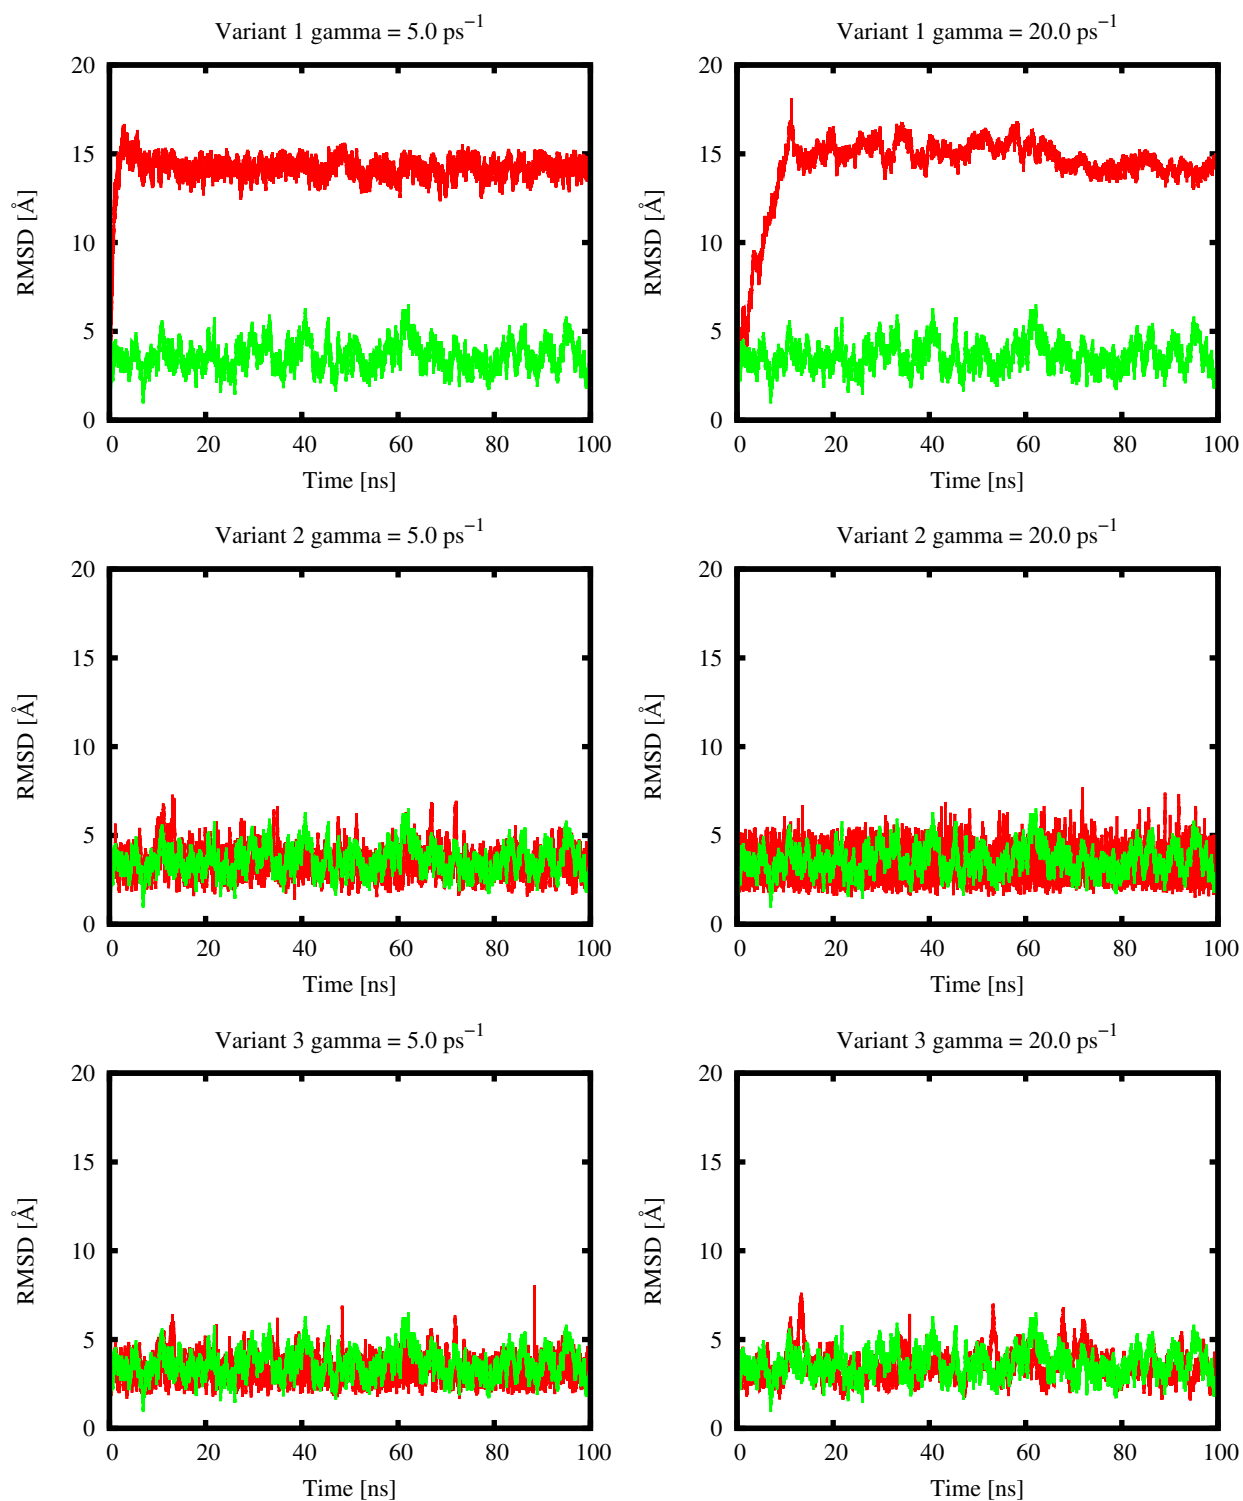 Variant 1 gamma = 5.0 ps−1
20
15
10
5
0
RMSD [Å]
0 20 40 60 80 100
Time [ns]
Variant 1 gamma = 20.0 ps−1
20
15
10
5
0
RMSD [Å]
0 20 40 60 80 100
Time [ns]
Variant 2 gamma = 5.0 ps−1
20
15
10
5
0
RMSD [Å]
0 20 40 60 80 100
Time [ns]
Variant 2 gamma = 20.0 ps−1
20
15
10
5
0
RMSD [Å]
0 20 40 60 80 100
Time [ns]
Variant 3 gamma = 5.0 ps−1
20
15
10
5
0
RMSD [Å]
0 20 40 60 80 100
Time [ns]
Variant 3 gamma = 20.0 ps−1
20
15
10
5
0
RMSD [Å]
0 20 40 60 80 100
Time [ns]